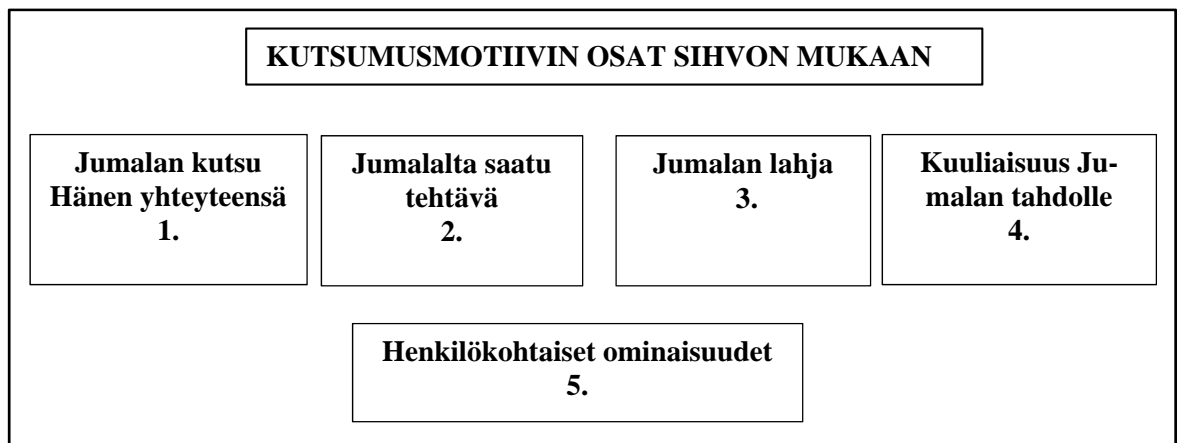 KUTSUMUSMOTIIVIN OSAT SIHVON MUKAAN
Jumalan kutsu
Hänen yhteyteensä
1.
Jumalalta saatu
tehtävä
2.
Jumalan lahja
3.
Kuuliaisuus Ju-
malan tahdolle
4.
Henkilökohtaiset ominaisuudet
5.